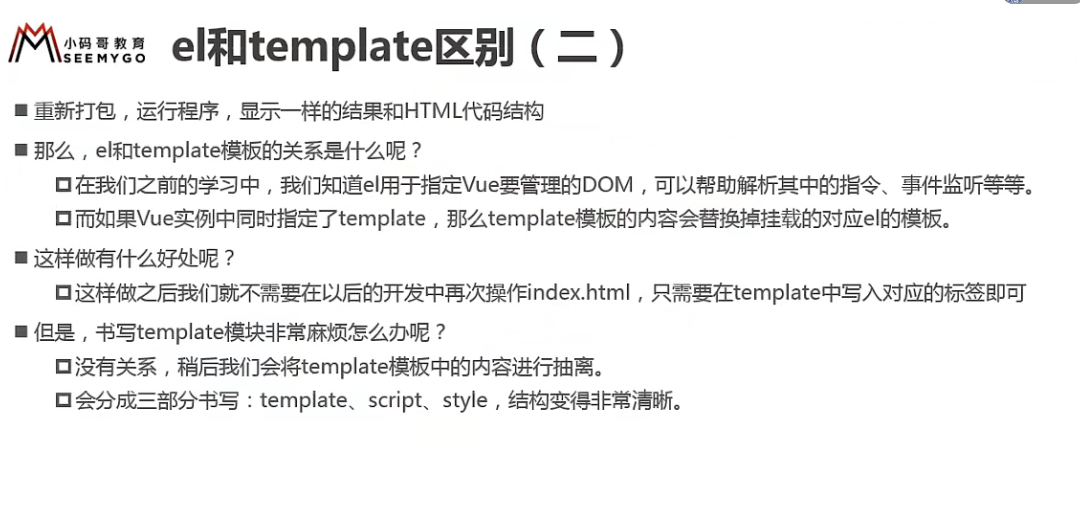 小码哥教育
SEEMYGO
el和template区别（二）
重新打包，运行程序，显示一样的结果和HTML代码结构
那么，el和template模板的关系是什么呢？
在我们之前的学习中，我们知道el用于指定Vue要管理的DOM，可以帮助解析其中的指令、事件监听等等。
而如果Vue实例中同时指定了template，那么template模板的内容会替换掉挂载的对应el的模板。
这样做有什么好处呢？
这样做之后我们就不需要在以后的开发中再次操作index.html，只需要在template中写入对应的标签即可
但是，书写template模块非常麻烦怎么办呢？
没有关系，稍后我们会将template模板中的内容进行抽离。
会分成三部分书写：template、script、style，结构变得非常清晰。